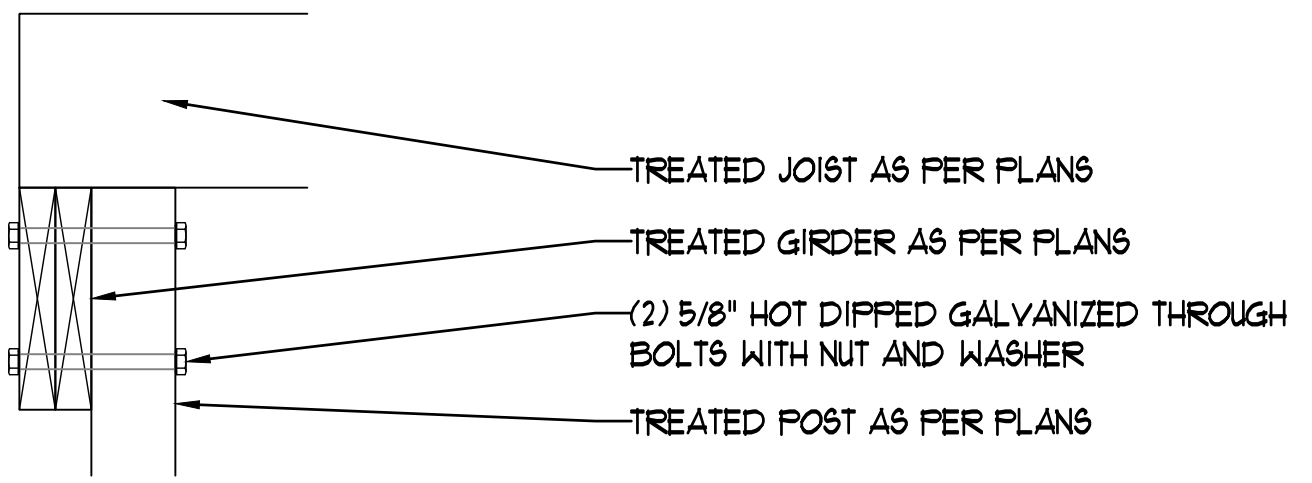 TREATED JOIST AS PER PLANS
TREATED GIRDER AS PER PLANS
(2) 5/8" HOT DIPPED GALVANIZED THROUGH
BOLTS WITH NUT AND WASHER
TREATED POST AS PER PLANS